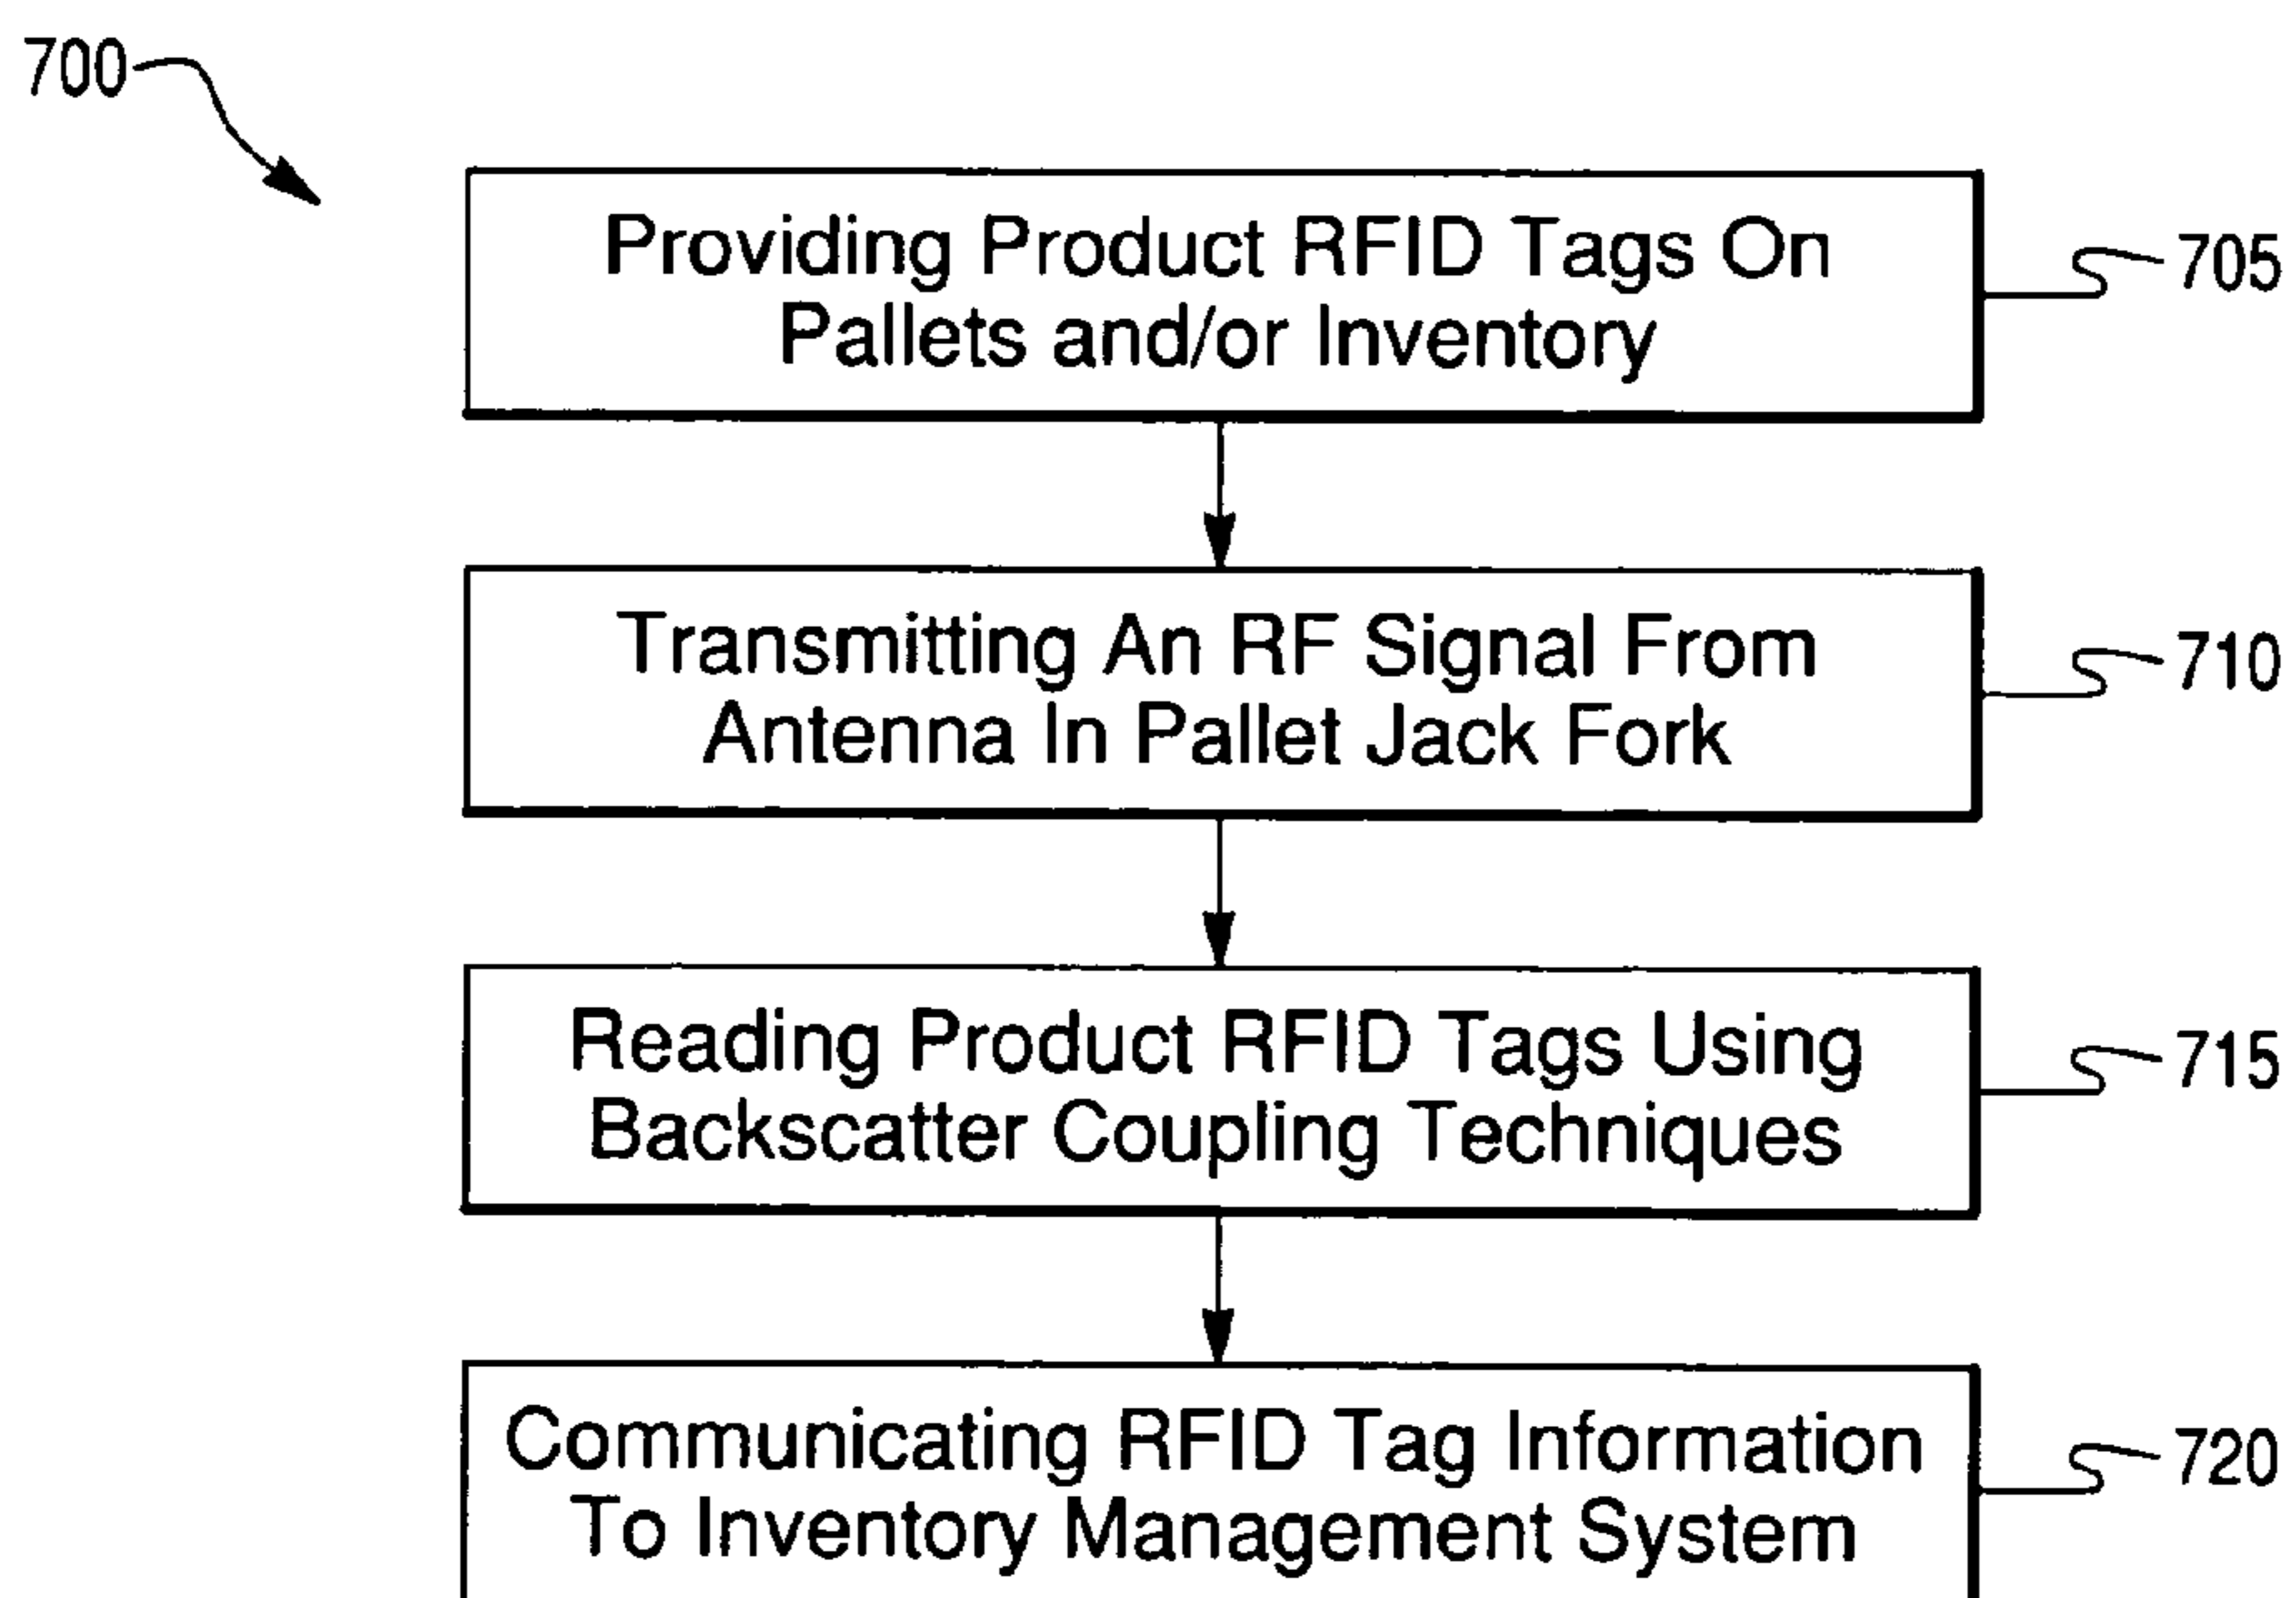 700
Providing Product RFID Tags On
Pallets and/or Inventory
705
Transmitting An RF Signal From
Antenna In Pallet Jack Fork
710
Reading Product RFID Tags Using
Backscatter Coupling Techniques
715
Communicating RFID Tag Information
To Inventory Management System
720